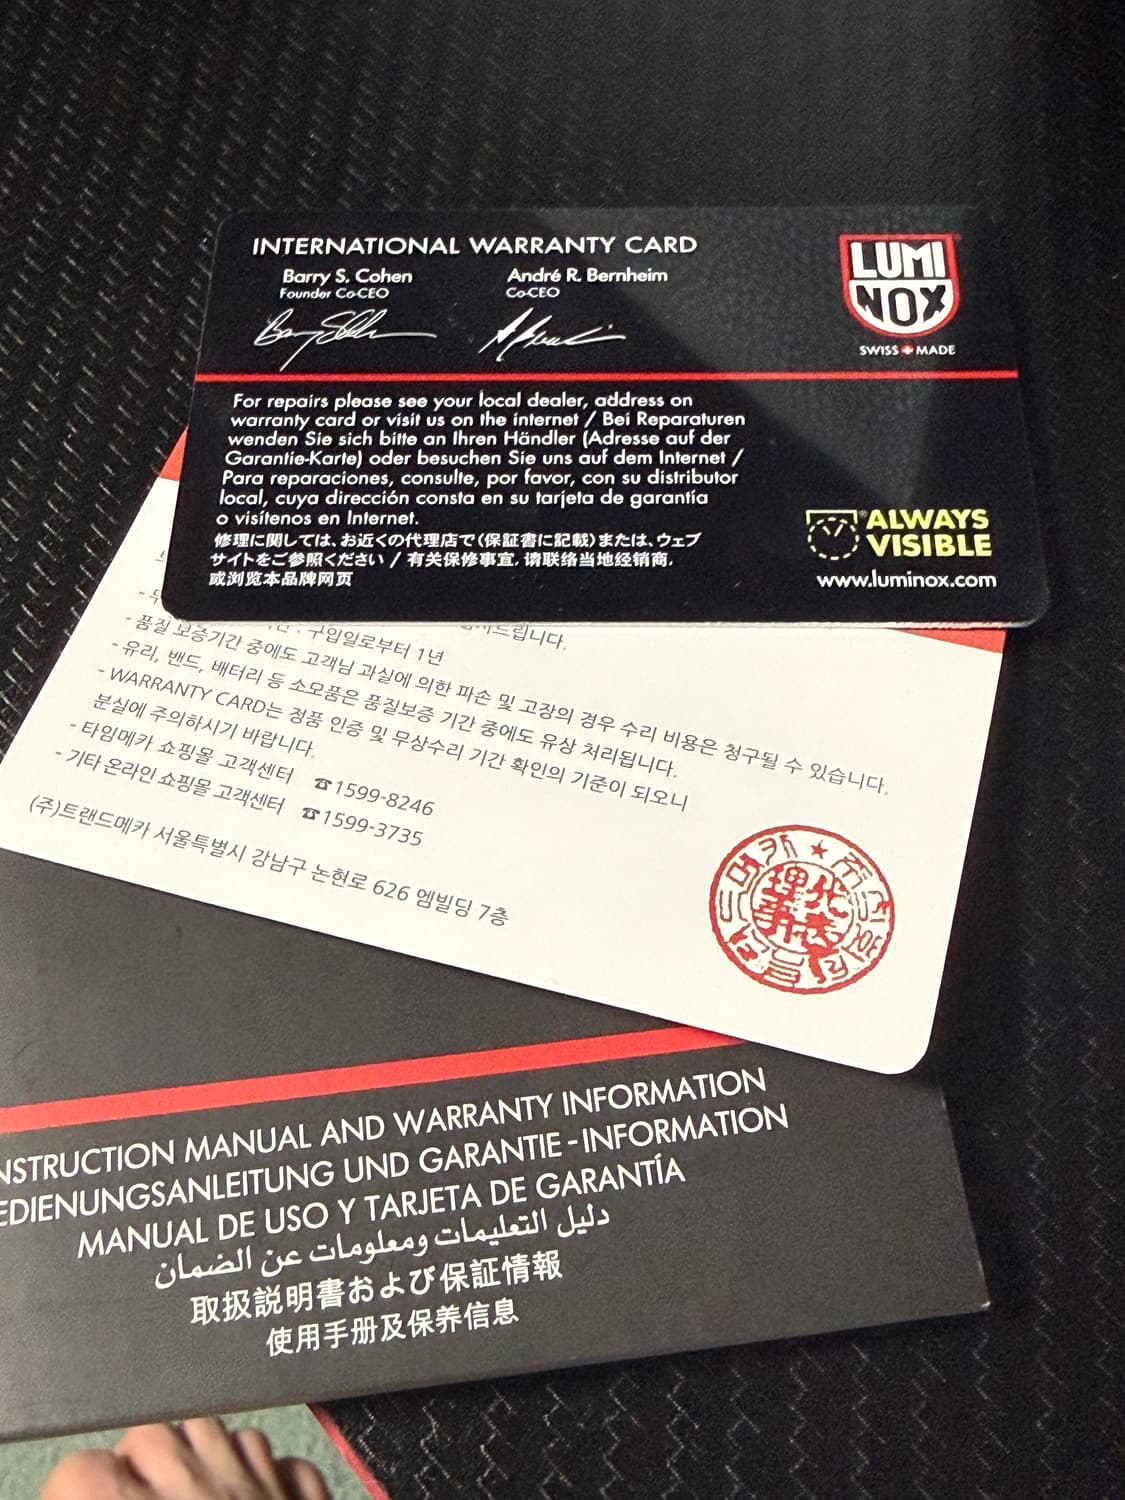 INTERNATIONAL WARRANTY CARD
Barry S. Cohen
Founder Co-CEO
André R. Bernheim
Co-CEO
LUMI
NOX
SWISS MADE
For repairs please see your local dealer, address on
warranty card or visit us on the internet / Bei Reparaturen
wenden Sie sich bitte an Ihren Händler (Adresse auf der
Garantie-Karte) oder besuchen Sie uns auf dem Internet /
Para reparaciones, consulte, por favor, con su distributor
local, cuya dirección consta en su tarjeta de garantía
o visítenos en Internet.
修理に関しては、お近くの代理店で(保証書に記載)または、ウェブ
サイトをご参照ください / 有关保修事宜, 请联络当地经销商,
或浏览本品牌网页
ALWAYS
VISIBLE
www.luminox.com
구입일로부터 1년
- 품질 보증기간 중에도 고객님 과실에 의한 파손 및 고장의 경우 수리 비용은 청구될 수 있습니다.
- 유리, 밴드, 배터리 등 소모품은 품질보증 기간 중에도 유상 처리됩니다.
- WARRANTY CARD는 정품 인증 및 무상수리 기간 확인의 기준이 되오니
분실에 주의하시기 바랍니다.
- 타임메카 쇼핑몰 고객센터 ☎1599-8246
- 기타 온라인 쇼핑몰 고객센터 ☎1599-3735
(주)트랜드메카 서울특별시 강남구 논현로 626 엠빌딩 7층
NSTRUCTION MANUAL AND WARRANTY INFORMATION
EDIENUNGSANLEITUNG UND GARANTIE-INFORMATION
MANUAL DE USO Y TARJETA DE GARANTÍA
دليل التعليمات ومعلومات عن الضمان
取扱説明書および保証情報
使用手册及保养信息